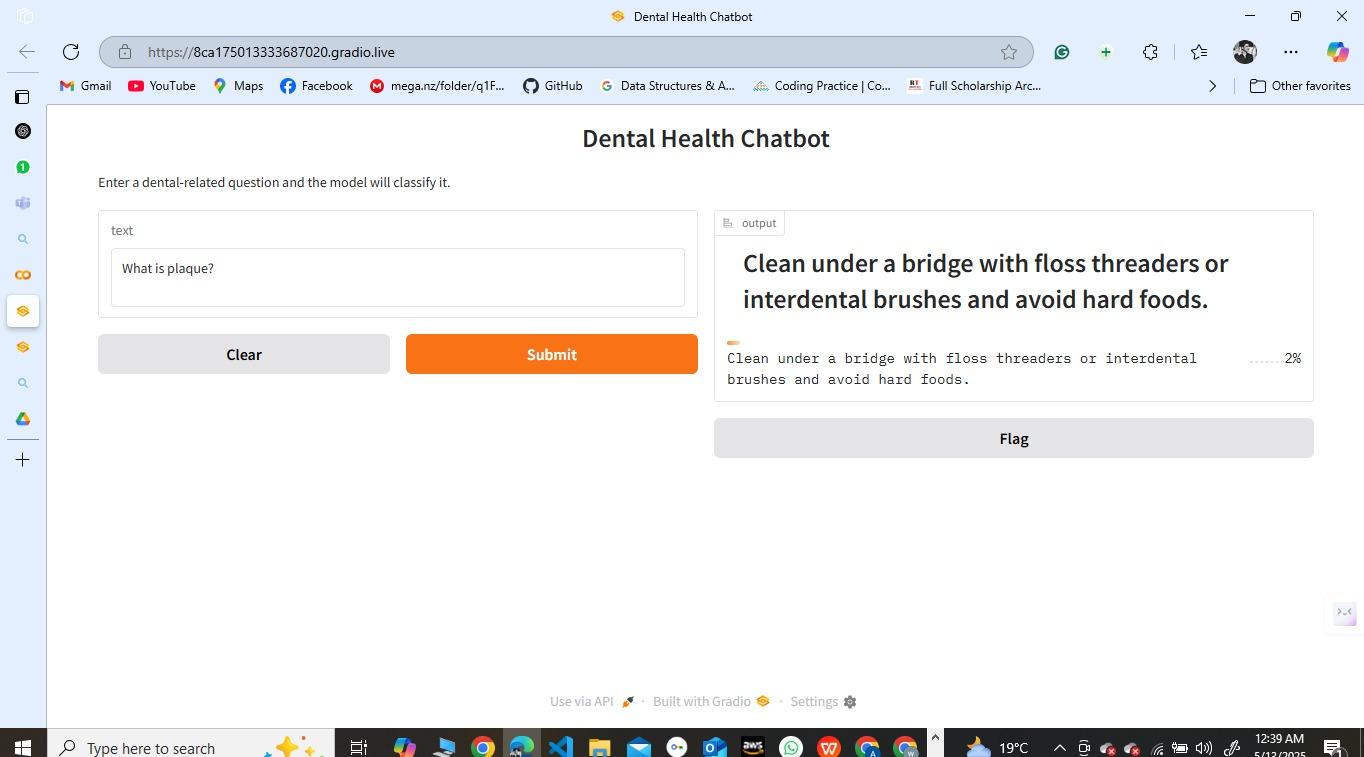 Dental Health Chatbot
https://8ca175013333687020.gradio.live
Gmail
YouTube
Maps
Facebook
mega.nz/folder/q1F...
GitHub
Data Structures & A...
Coding Practice | Co...
Full Scholarship Arc...
Other favorites
Dental Health Chatbot
Enter a dental-related question and the model will classify it.
text
What is plaque?
Clear
Submit
output
Clean under a bridge with floss threaders or
interdental brushes and avoid hard foods.
Clean under a bridge with floss threaders or interdental
brushes and avoid hard foods.
2%
Flag
Use via API
·
Built with Gradio
·
Settings
1
Type here to search
aws
19°C
12:39 AM
5/13/2025